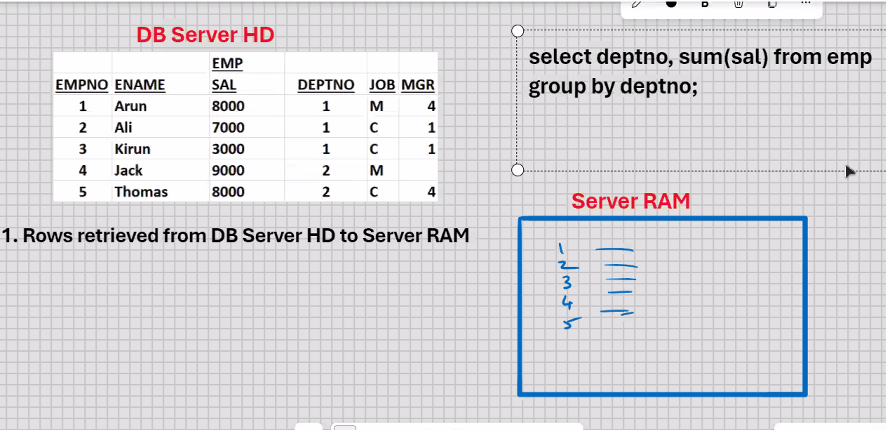 DB Server HD
EMP
EMPNO ENAME SAL DEPTNO JOB MGR
1 Arun 8000 1 M 4
2 Ali 7000 1 C 1
3 Kirun 3000 1 C 1
4 Jack 9000 2 M
5 Thomas 8000 2 C 4
1. Rows retrieved from DB Server HD to Server RAM
B
select deptno, sum(sal) from emp
group by deptno;
Server RAM
1
2
3
4
5